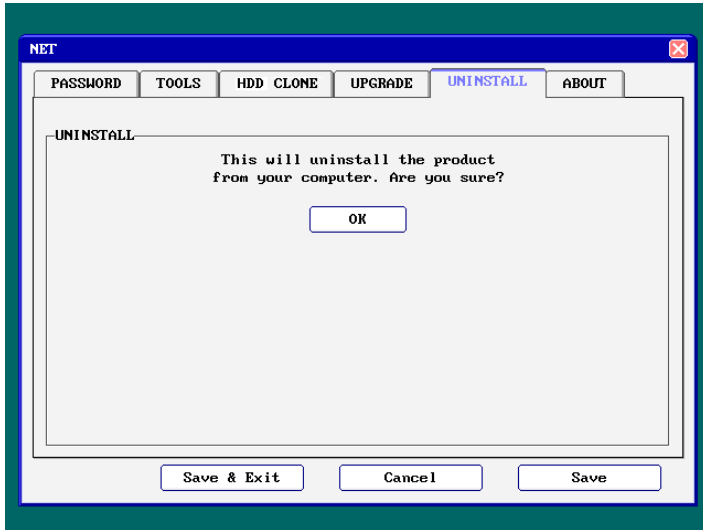 NET
PASSWORD TOOLS HDD CLONE UPGRADE UNINSTALL ABOUT
UNINSTALL
This will uninstall the product
from your computer. Are you sure?
OK
Save & Exit Cancel Save